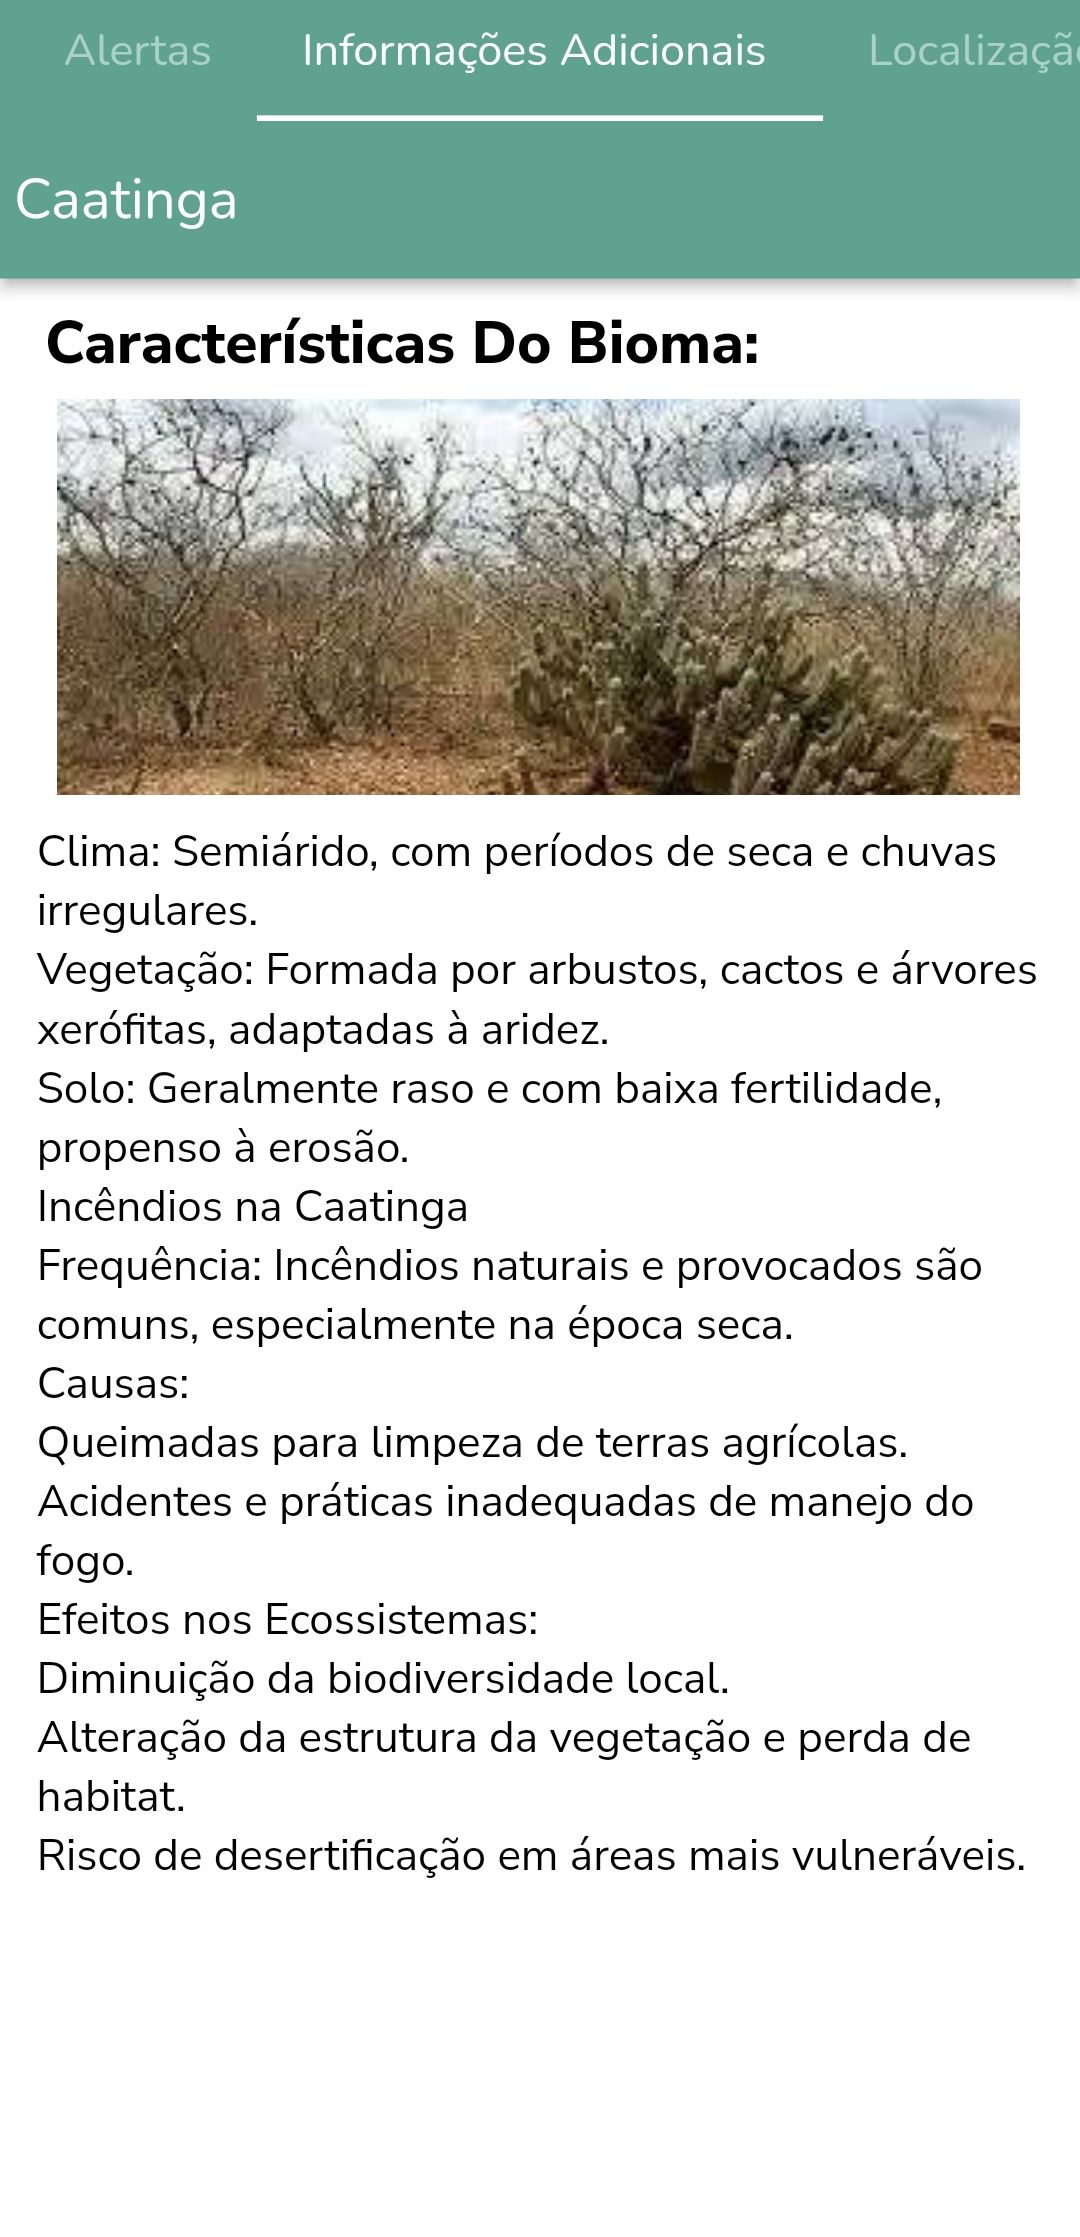 Alertas Informações Adicionais Localização
Caatinga
Características Do Bioma:
Clima: Semiárido, com períodos de seca e chuvas
irregulares.
Vegetação: Formada por arbustos, cactos e árvores
xerófitas, adaptadas à aridez.
Solo: Geralmente raso e com baixa fertilidade,
propenso à erosão.
Incêndios na Caatinga
Frequência: Incêndios naturais e provocados são
comuns, especialmente na época seca.
Causas:
Queimadas para limpeza de terras agrícolas.
Acidentes e práticas inadequadas de manejo do
fogo.
Efeitos nos Ecossistemas:
Diminuição da biodiversidade local.
Alteração da estrutura da vegetação e perda de
habitat.
Risco de desertificação em áreas mais vulneráveis.